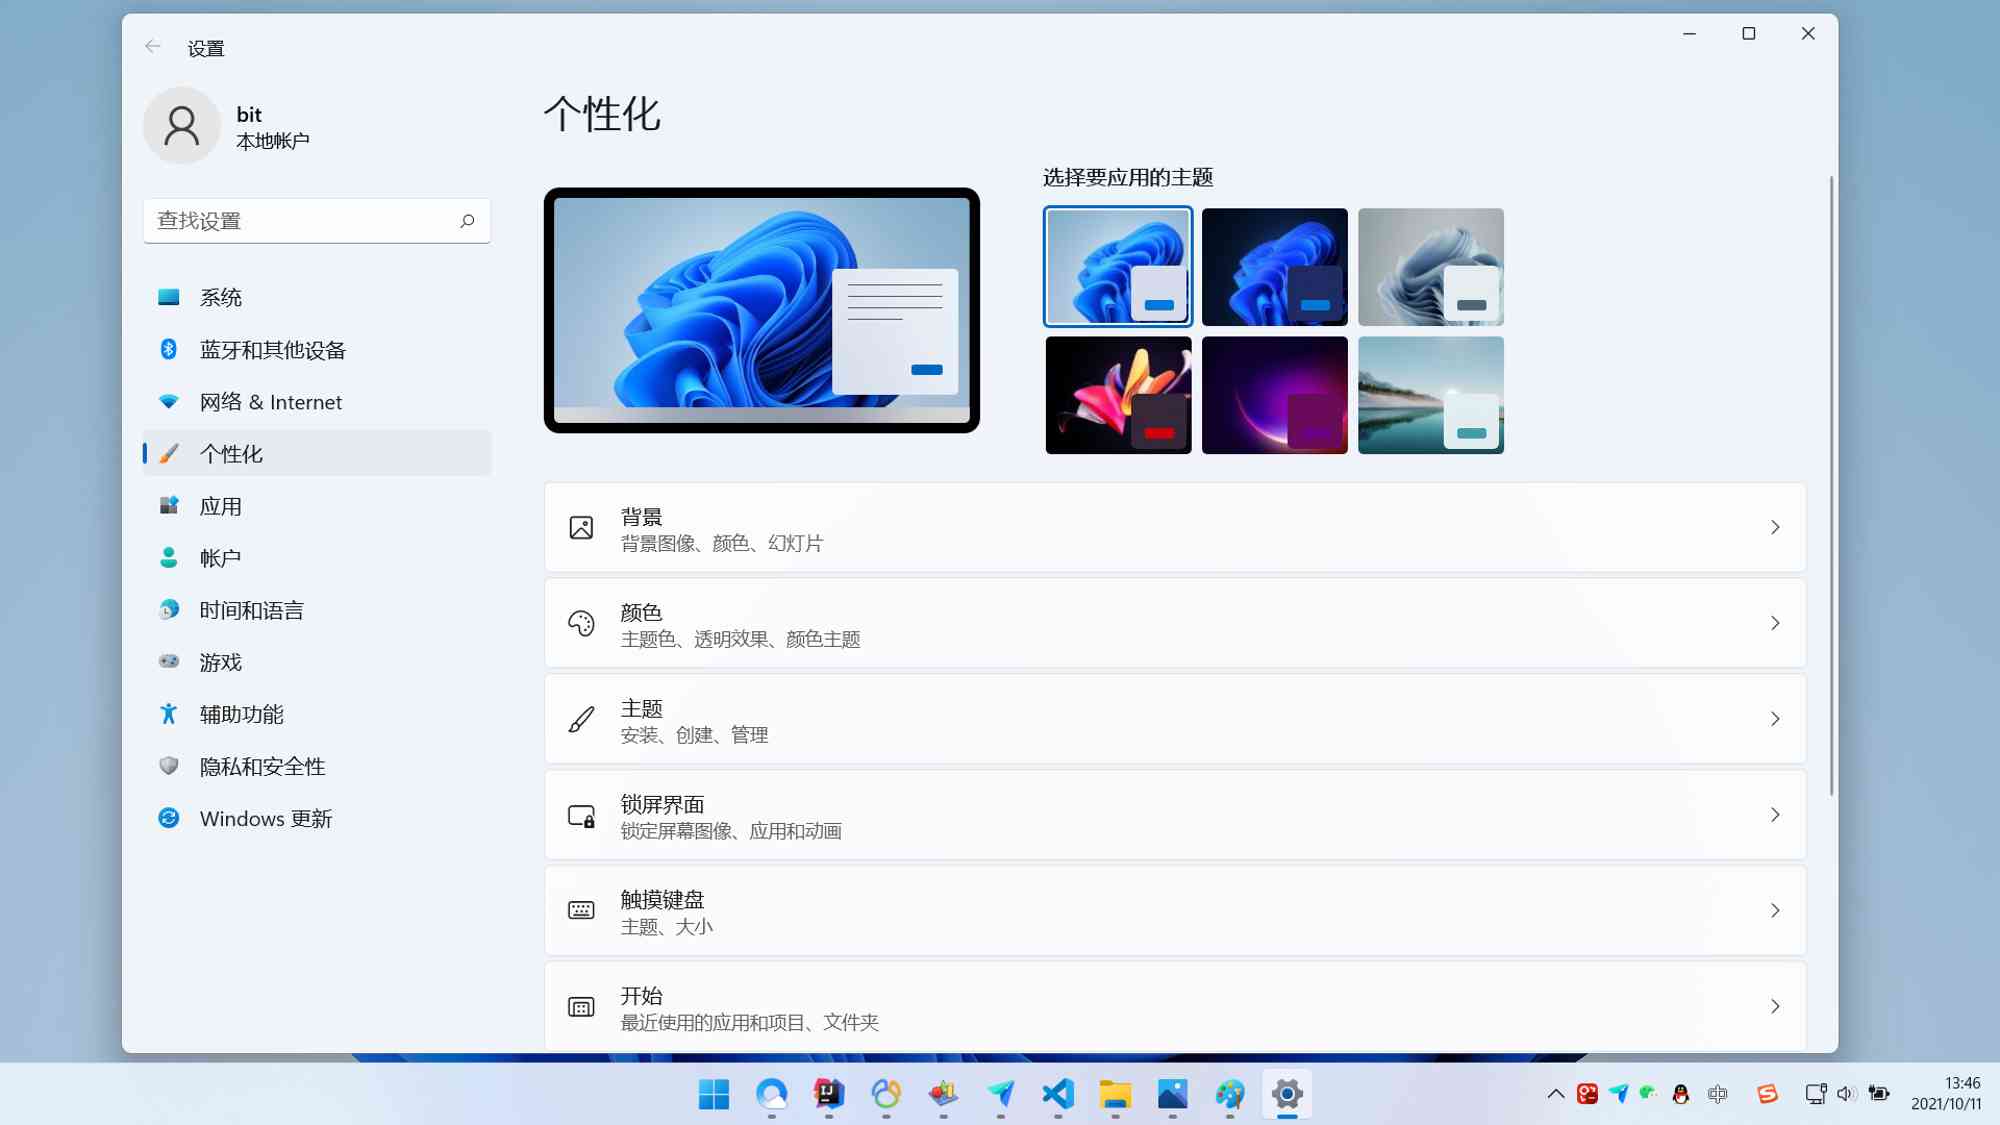 设置
bit
本地帐户
查找设置
系统
蓝牙和其他设备
网络 & Internet
个性化
应用
帐户
时间和语言
游戏
辅助功能
隐私和安全性
Windows 更新
个性化
选择要应用的主题
背景
背景图像、颜色、幻灯片
颜色
主题色、透明效果、颜色主题
主题
安装、创建、管理
锁屏界面
锁定屏幕图像、应用和动画
触摸键盘
主题、大小
开始
最近使用的应用和项目、文件夹
13:46
2021/10/11